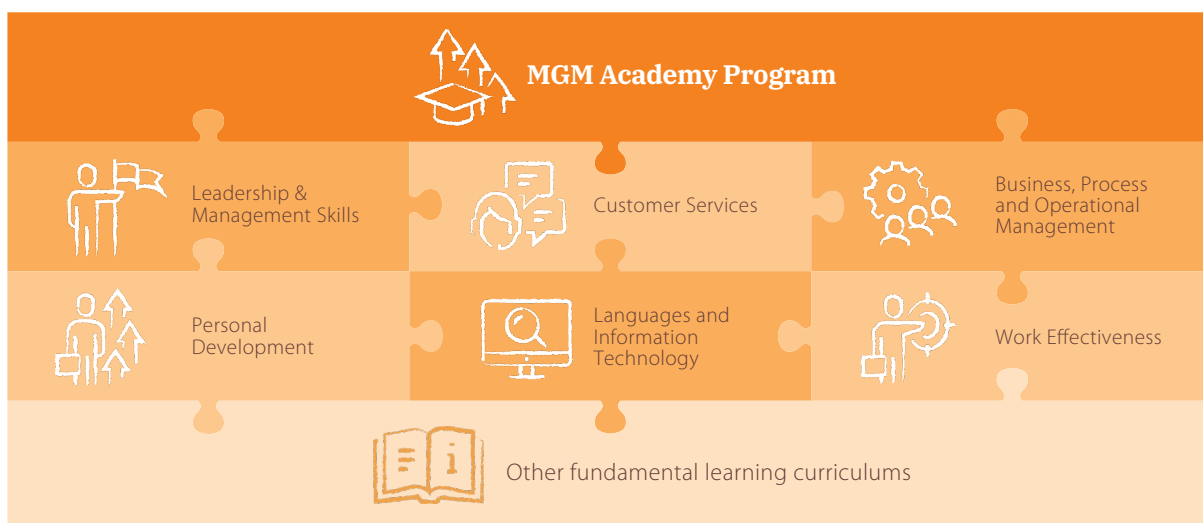 MGM Academy Program
Leadership &
Management Skills
Customer Services
Business, Process
and Operational
Management
Personal
Development
Languages and
Information
Technology
Work Effectiveness
Other fundamental learning curriculums